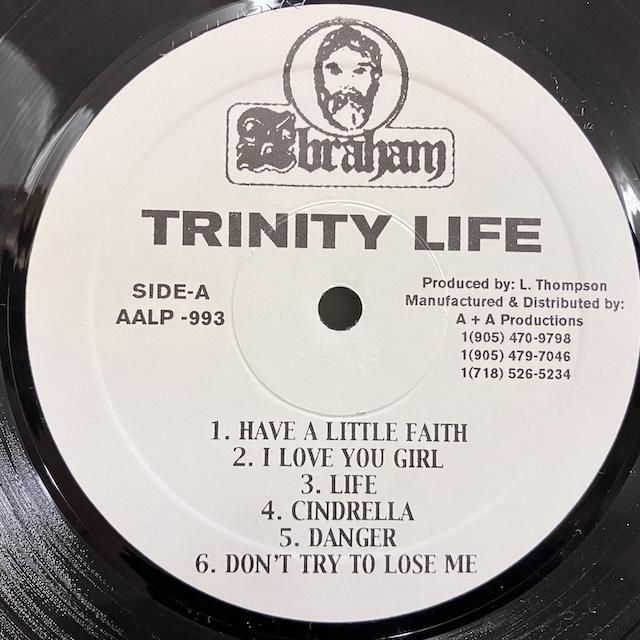 Abraham
TRINITY LIFE
SIDE-A
AALP -993
Produced by: L. Thompson
Manufactured & Distributed by:
A + A Productions
1(905) 470-9798
1(905) 479-7046
1(718) 526-5234
1. HAVE A LITTLE FAITH
2. I LOVE YOU GIRL
3. LIFE
4. CINDRELLA
5. DANGER
6. DON'T TRY TO LOSE ME